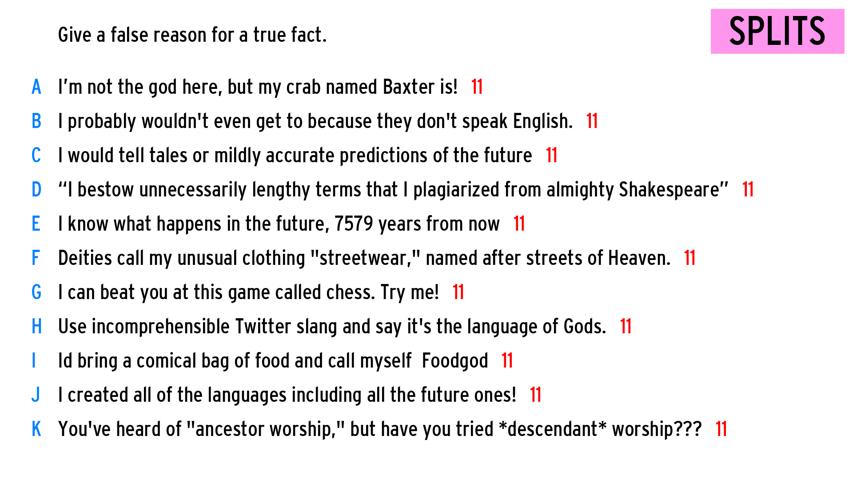 Give a false reason for a true fact.
SPLITS
A I'm not the god here, but my crab named Baxter is! 11
B I probably wouldn't even get to because they don't speak English. 11
C I would tell tales or mildly accurate predictions of the future 11
D “I bestow unnecessarily lengthy terms that I plagiarized from almighty Shakespeare” 11
E I know what happens in the future, 7579 years from now 11
F Deities call my unusual clothing "streetwear," named after streets of Heaven. 11
G I can beat you at this game called chess. Try me! 11
H Use incomprehensible Twitter slang and say it's the language of Gods. 11
I Id bring a comical bag of food and call myself Foodgod 11
J I created all of the languages including all the future ones! 11
K You've heard of "ancestor worship," but have you tried *descendant* worship??? 11